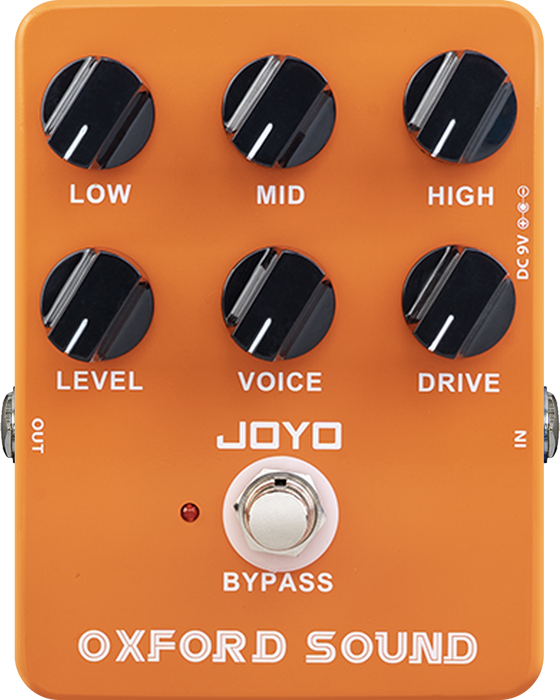 LOW MID HIGH
DC 9V
LEVEL VOICE DRIVE
OUT
IN
JOYO
BYPASS
OXFORD SOUND